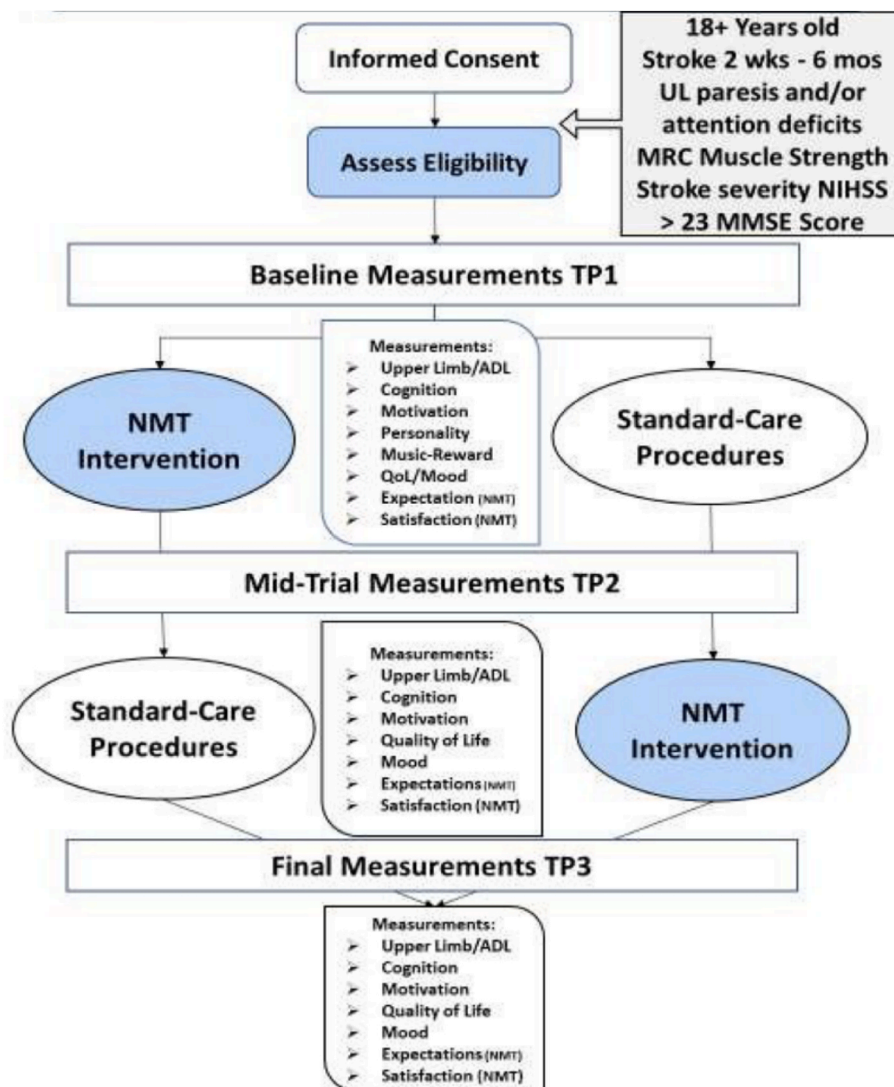 Informed Consent
18+ Years old
Stroke 2 wks - 6 mos
UL paresis and/or
attention deficits
MRC Muscle Strength
Stroke severity NIHSS
> 23 MMSE Score
Assess Eligibility
Baseline Measurements TP1
NMT
Intervention
Measurements:
➢ Upper Limb/ADL
➢ Cognition
➢ Motivation
➢ Personality
➢ Music-Reward
➢ QoL/Mood
➢ Expectation (NMT)
➢ Satisfaction (NMT)
Standard-Care
Procedures
Mid-Trial Measurements TP2
Standard-Care
Procedures
Measurements:
➢ Upper Limb/ADL
➢ Cognition
➢ Motivation
➢ Quality of Life
➢ Mood
➢ Expectations (NMT)
➢ Satisfaction (NMT)
NMT
Intervention
Final Measurements TP3
Measurements:
➢ Upper Limb/ADL
➢ Cognition
➢ Motivation
➢ Quality of Life
➢ Mood
➢ Expectations (NMT)
➢ Satisfaction (NMT)